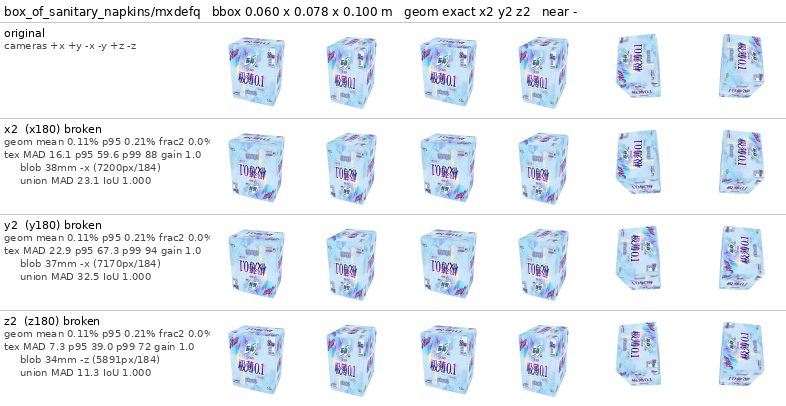 box_of_sanitary_napkins/mxdefq bbox 0.060 x 0.078 x 0.100 m geom exact x2 y2 z2 near -
original
cameras +x +y -x -y +z -z
极薄0.1
x2 (x180) broken
geom mean 0.11% p95 0.21% frac2 0.0%
tex MAD 16.1 p95 59.6 p99 88 gain 1.0
blob 38mm -x (7200px/184)
union MAD 23.1 IoU 1.000
y2 (y180) broken
geom mean 0.11% p95 0.21% frac2 0.0%
tex MAD 22.9 p95 67.3 p99 94 gain 1.0
blob 37mm -x (7170px/184)
union MAD 32.5 IoU 1.000
z2 (z180) broken
geom mean 0.11% p95 0.21% frac2 0.0%
tex MAD 7.3 p95 39.0 p99 72 gain 1.0
blob 34mm -z (5891px/184)
union MAD 11.3 IoU 1.000